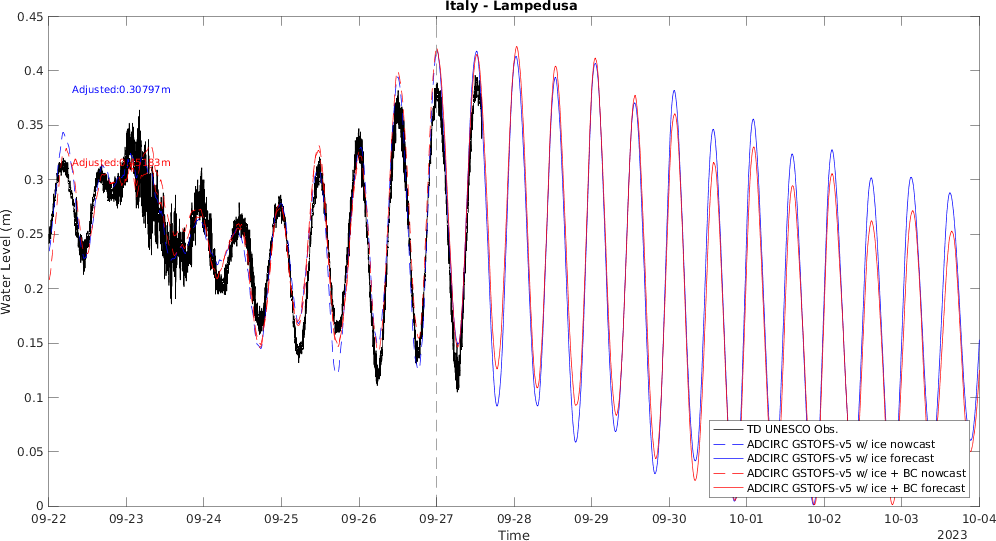 Italy - Lampedusa
0.45
0.4
0.35
0.3
0.25
0.2
0.15
0.1
0.05
0
Water Level (m)
Adjusted:0.30797m
TD UNESCO Obs.
ADCIRC GSTOFS-v5 w/ ice nowcast
ADCIRC GSTOFS-v5 w/ ice forecast
ADCIRC GSTOFS-v5 w/ ice + BC nowcast
ADCIRC GSTOFS-v5 w/ ice + BC forecast
09-22 09-23 09-24 09-25 09-26 09-27 09-28 09-29 09-30 10-01 10-02 10-03 10-04
Time
2023